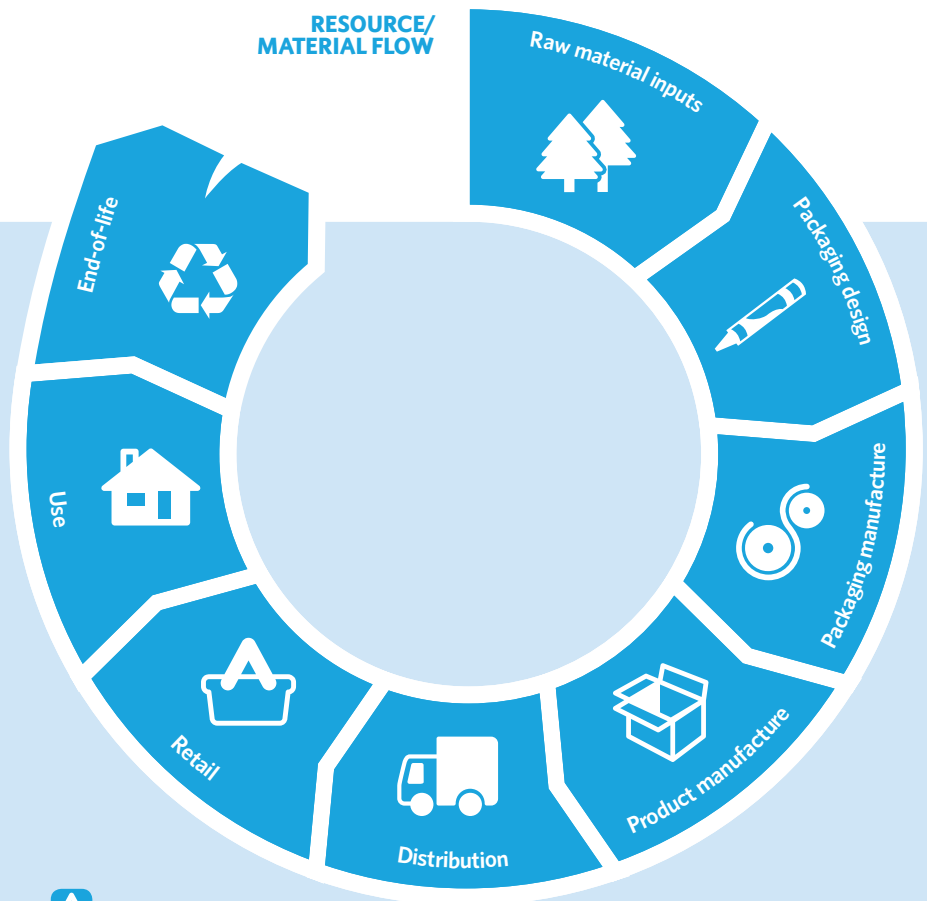 RESOURCE/
MATERIAL FLOW
Raw material inputs
Packaging design
Packaging manufacture
Product manufacture
Distribution
Retail
Use
End-of-life